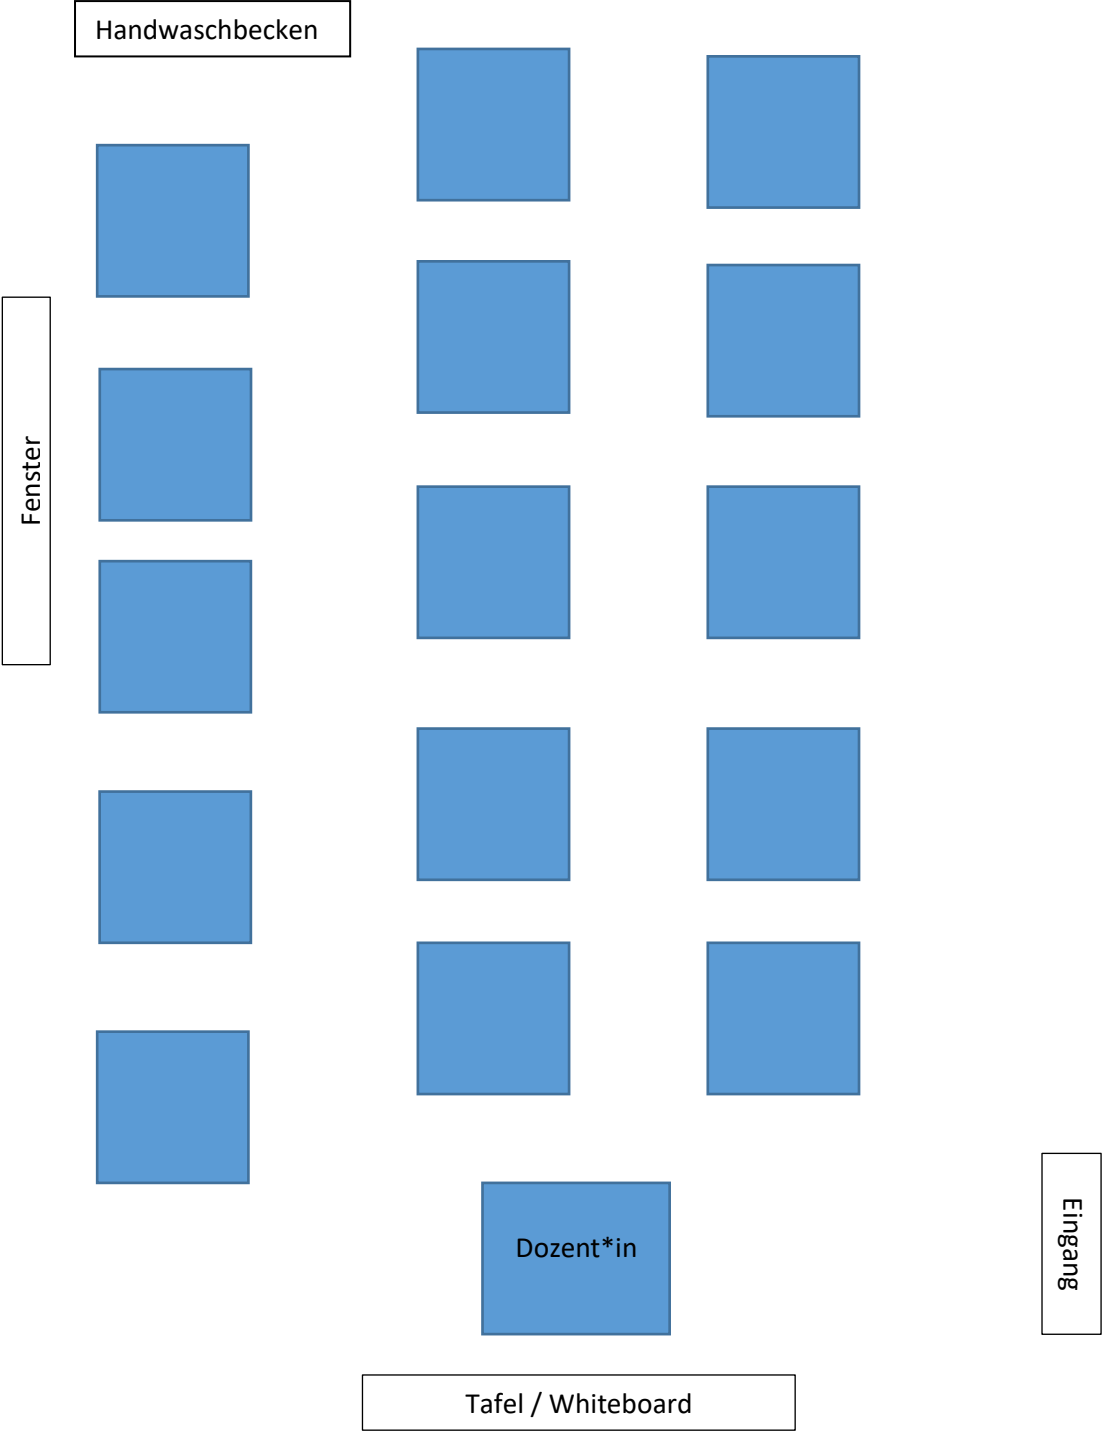 Handwaschbecken
Fenster
Dozent*in
Eingang
Tafel / Whiteboard